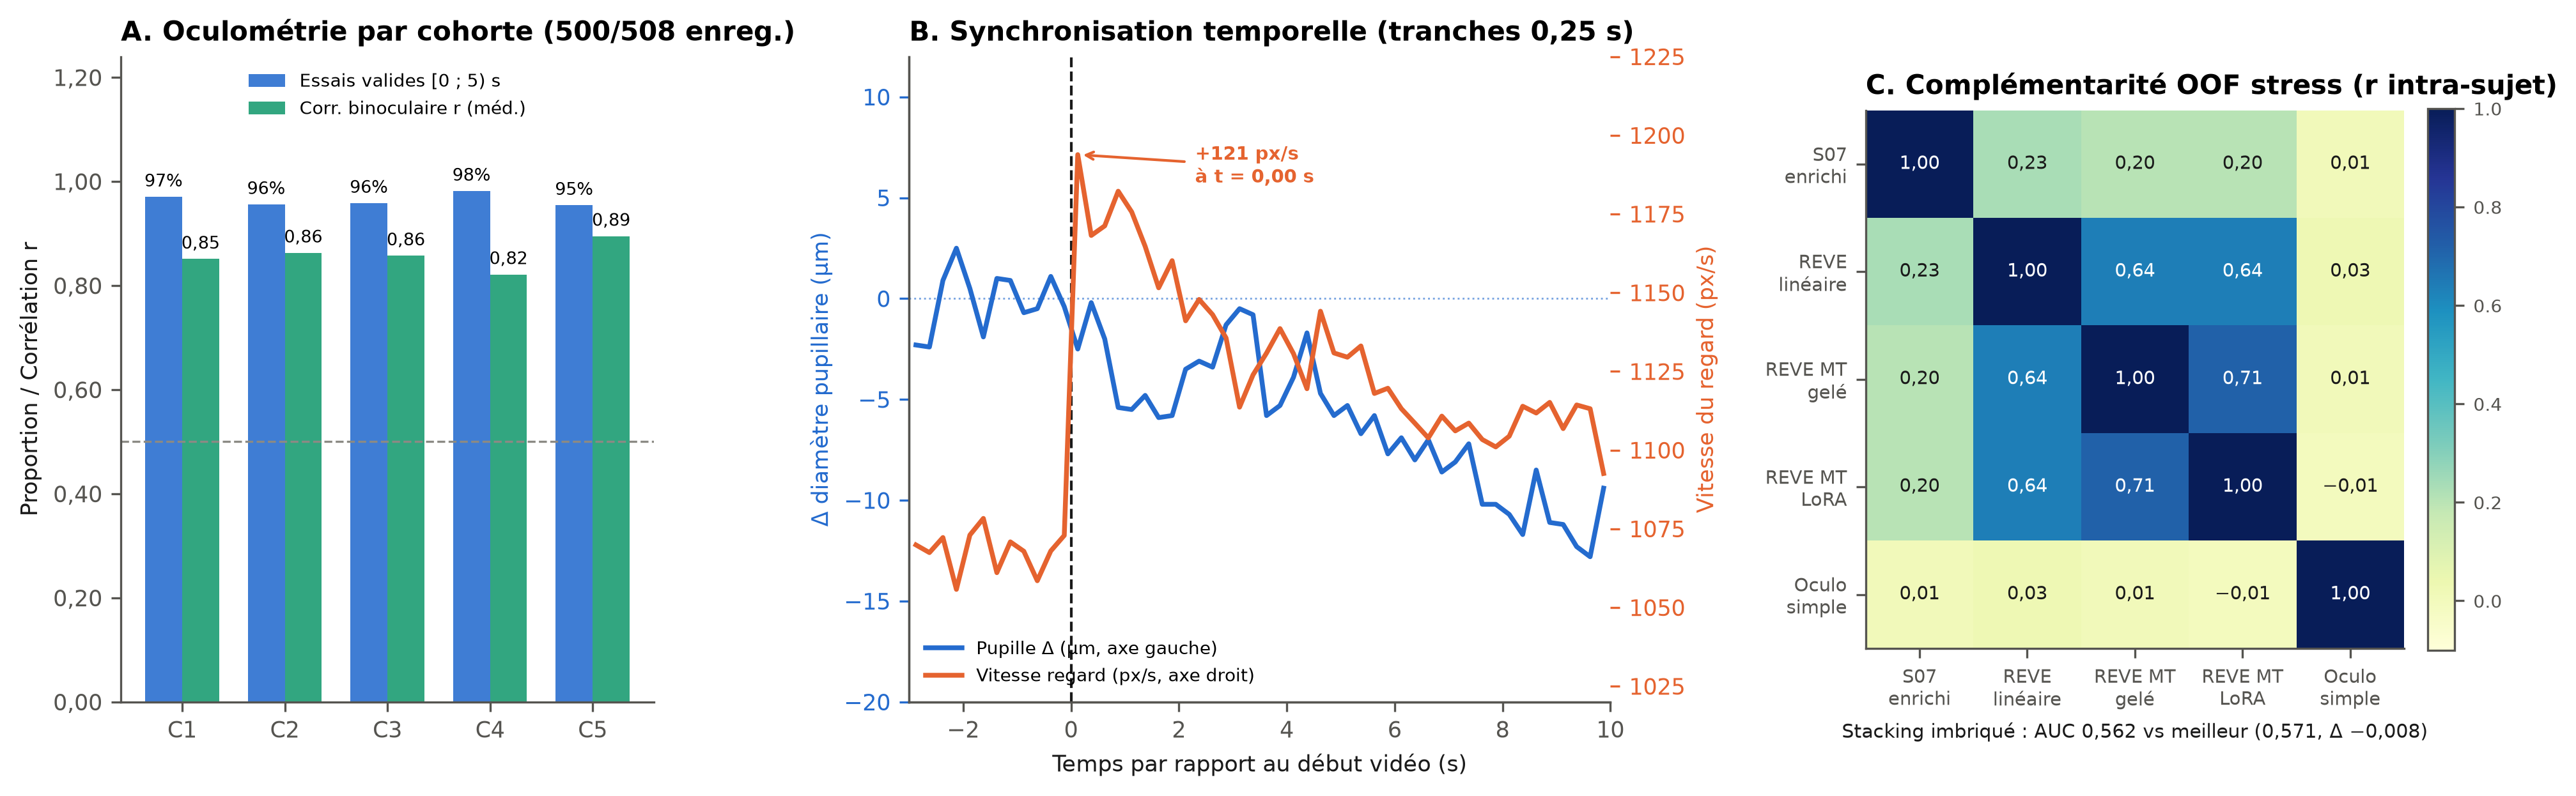 A. Oculométrie par cohorte (500/508 enreg.)
Essais valides [0 ; 5) s
Corr. binoculaire r (méd.)
Proportion / Corrélation r
1,20
1,00
0,80
0,60
0,40
0,20
0,00
97%
0,85
96%
0,86
96%
0,86
98%
0,82
95%
0,89
C1
C2
C3
C4
C5
B. Synchronisation temporelle (tranches 0,25 s)
Δ diamètre pupillaire (µm)
10
5
0
−5
−10
−15
−20
+121 px/s
à t = 0,00 s
Pupille Δ (µm, axe gauche)
Vitesse regard (px/s, axe droit)
−2
0
2
4
6
8
10
Temps par rapport au début vidéo (s)
1225
1200
1175
1150
1125
1100
1075
1050
1025
Vitesse du regard (px/s)
C. Complémentarité OOF stress (r intra-sujet)
S07
enrichi
1,00
0,23
0,20
0,20
0,01
REVE
linéaire
0,23
1,00
0,64
0,64
0,03
REVE MT
gelé
0,20
0,64
1,00
0,71
0,01
REVE MT
LoRA
0,20
0,64
0,71
1,00
−0,01
Oculo
simple
0,01
0,03
0,01
−0,01
1,00
S07
enrichi
REVE
linéaire
REVE MT
gelé
REVE MT
LoRA
Oculo
simple
1.0
0.8
0.6
0.4
0.2
0.0
Stacking imbriqué : AUC 0,562 vs meilleur (0,571, Δ −0,008)